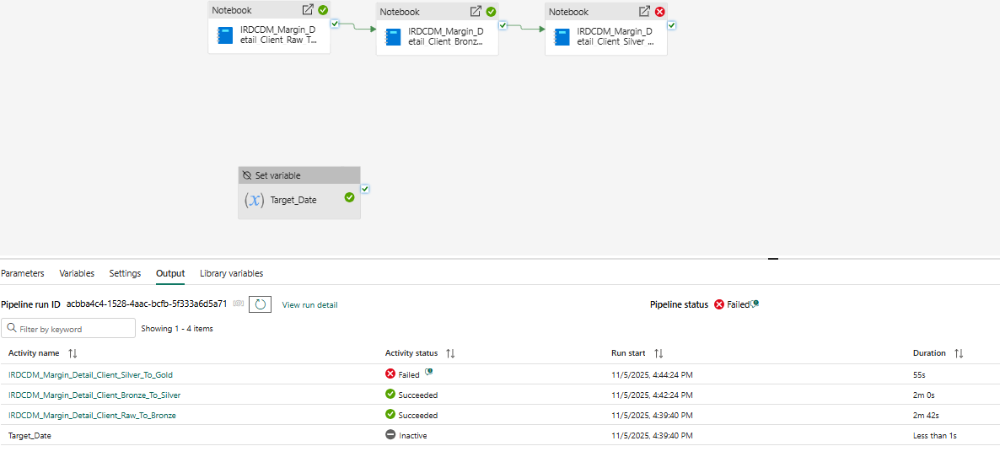 Notebook
IRDCDM_Margin_D
etail_Client_Raw_T...
Notebook
IRDCDM_Margin_D
etail_Client_Bronz...
Notebook
IRDCDM_Margin_D
etail_Client_Silver_...
Set variable
(x) Target_Date
Parameters Variables Settings Output Library variables
Pipeline run ID acbba4c4-1528-4aac-bcfb-5f333a6d5a71 View run detail Pipeline status Failed
Filter by keyword Showing 1 - 4 items
Activity name Activity status Run start Duration
IRDCDM_Margin_Detail_Client_Silver_To_Gold Failed 11/5/2025, 4:44:24 PM 55s
IRDCDM_Margin_Detail_Client_Bronze_To_Silver Succeeded 11/5/2025, 4:42:24 PM 2m 0s
IRDCDM_Margin_Detail_Client_Raw_To_Bronze Succeeded 11/5/2025, 4:39:40 PM 2m 42s
Target_Date Inactive 11/5/2025, 4:39:40 PM Less than 1s